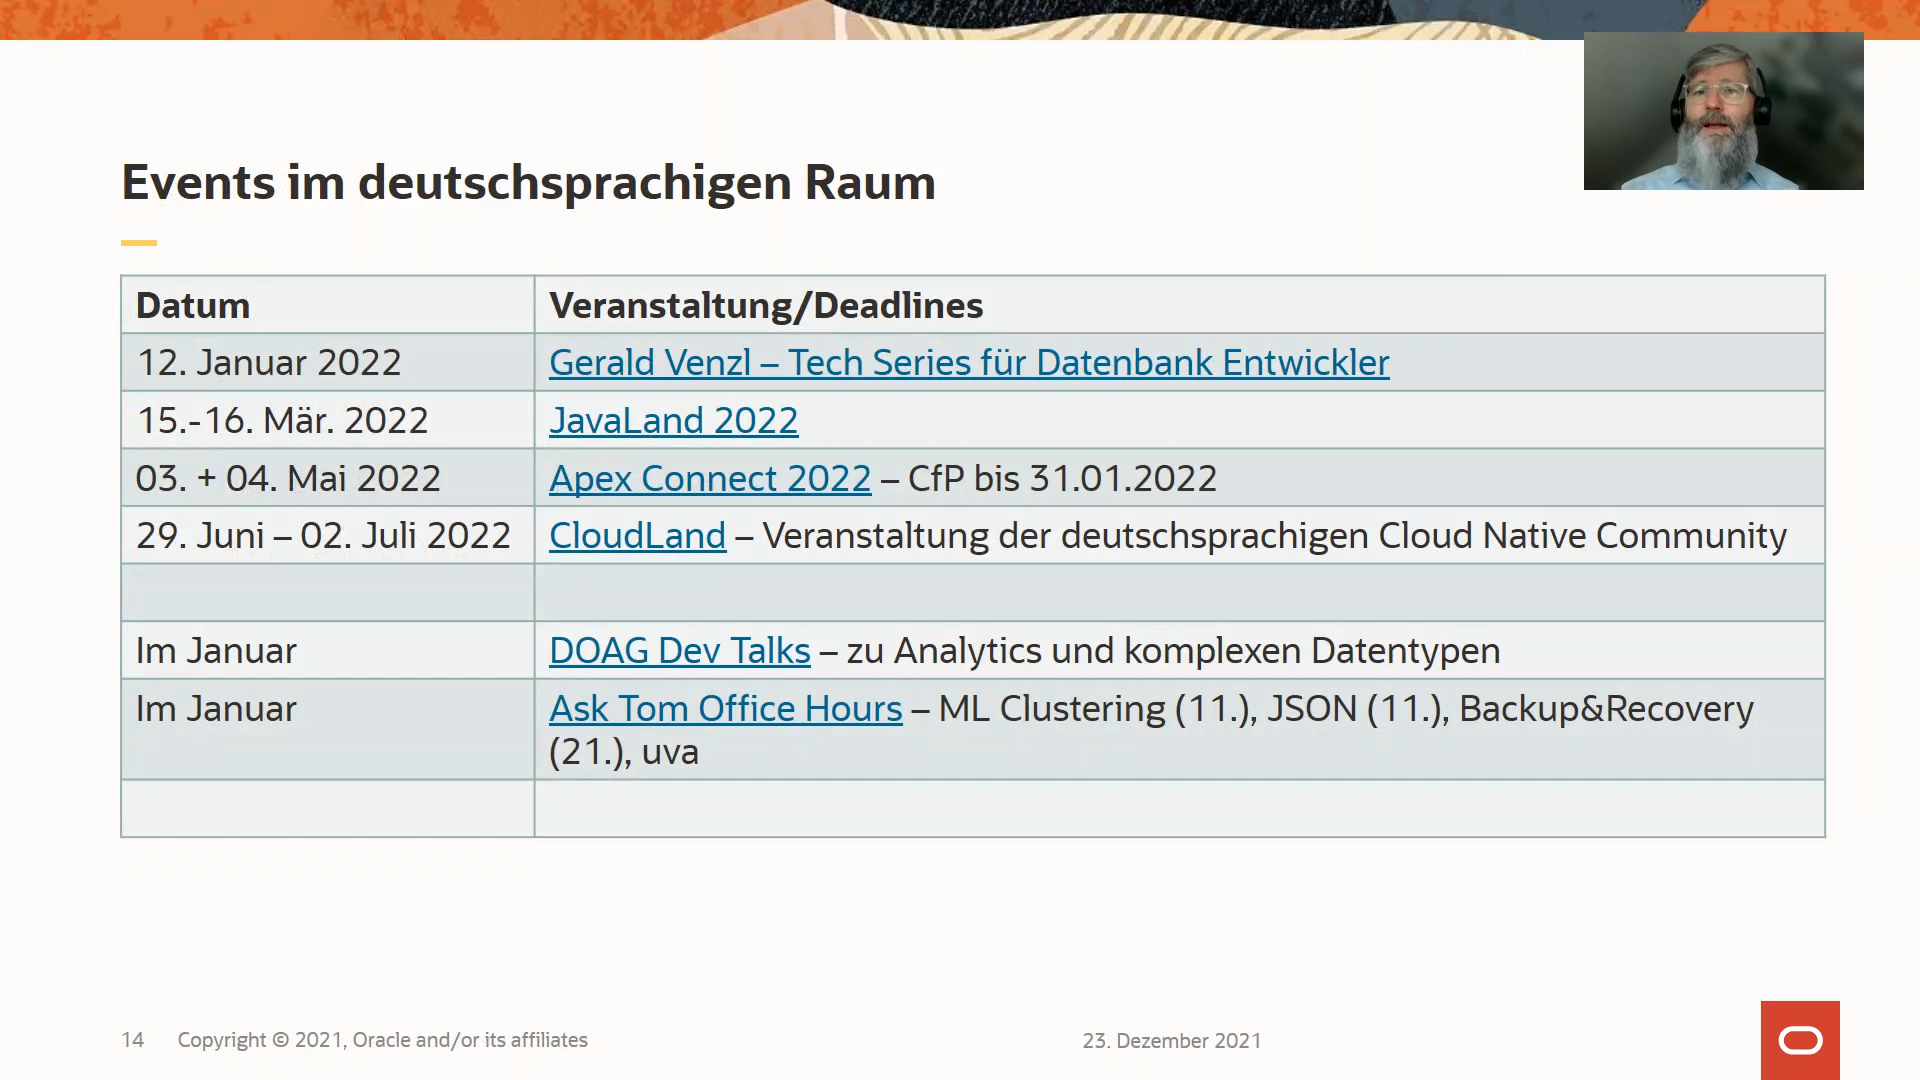 Events im deutschsprachigen Raum
Datum Veranstaltung/Deadlines
12. Januar 2022 Gerald Venzl – Tech Series für Datenbank Entwickler
15.-16. Mär. 2022 JavaLand 2022
03. + 04. Mai 2022 Apex Connect 2022 – CfP bis 31.01.2022
29. Juni – 02. Juli 2022 CloudLand – Veranstaltung der deutschsprachigen Cloud Native Community
Im Januar DOAG Dev Talks – zu Analytics und komplexen Datentypen
Im Januar Ask Tom Office Hours – ML Clustering (11.), JSON (11.), Backup&Recovery
(21.), uva
14 Copyright © 2021, Oracle and/or its affiliates 23. Dezember 2021